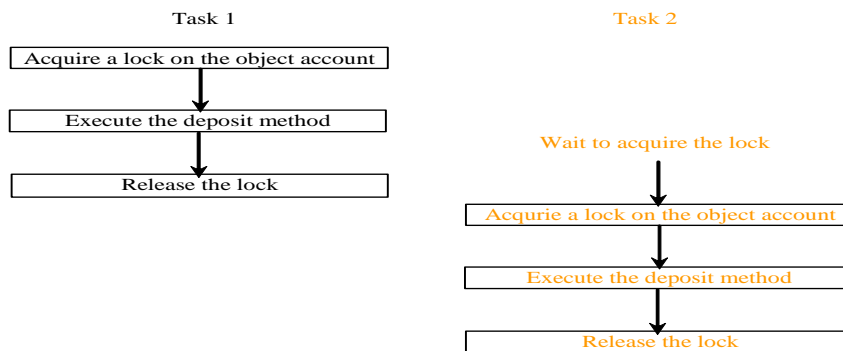 Task 1
Acquire a lock on the object account
Execute the deposit method
Release the lock
Task 2
Wait to acquire the lock
Acqurie a lock on the object account
Execute the deposit method
Release the lock